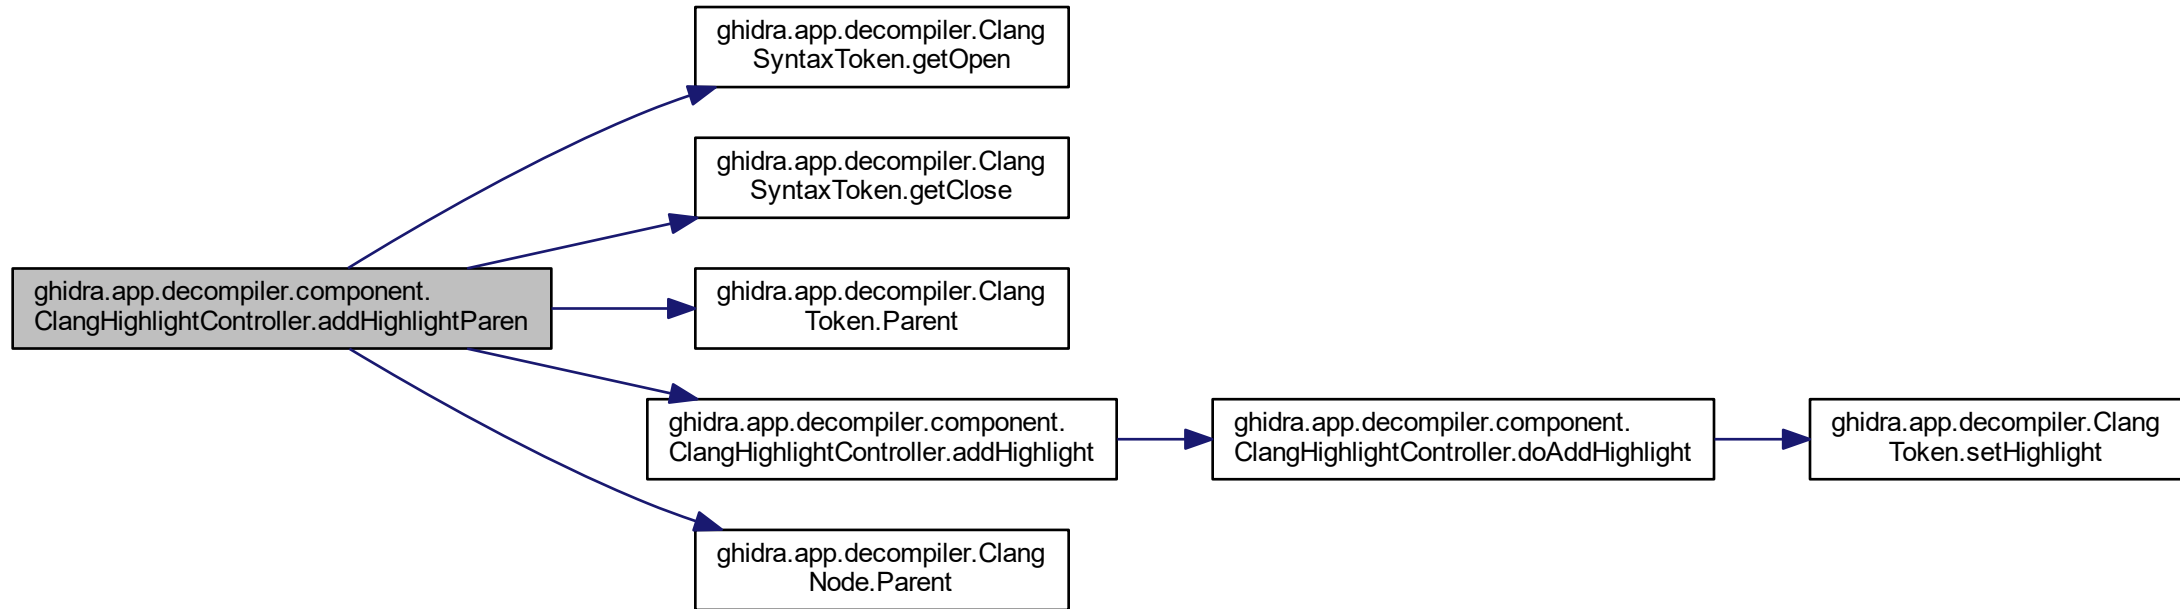 ghidra.app.decompiler.Clang
SyntaxToken.getOpen
ghidra.app.decompiler.Clang
SyntaxToken.getClose
ghidra.app.decompiler.component.
ClangHighlightController.addHighlightParen
ghidra.app.decompiler.Clang
Token.Parent
ghidra.app.decompiler.component.
ClangHighlightController.addHighlight
ghidra.app.decompiler.component.
ClangHighlightController.doAddHighlight
ghidra.app.decompiler.Clang
Token.setHighlight
ghidra.app.decompiler.Clang
Node.Parent